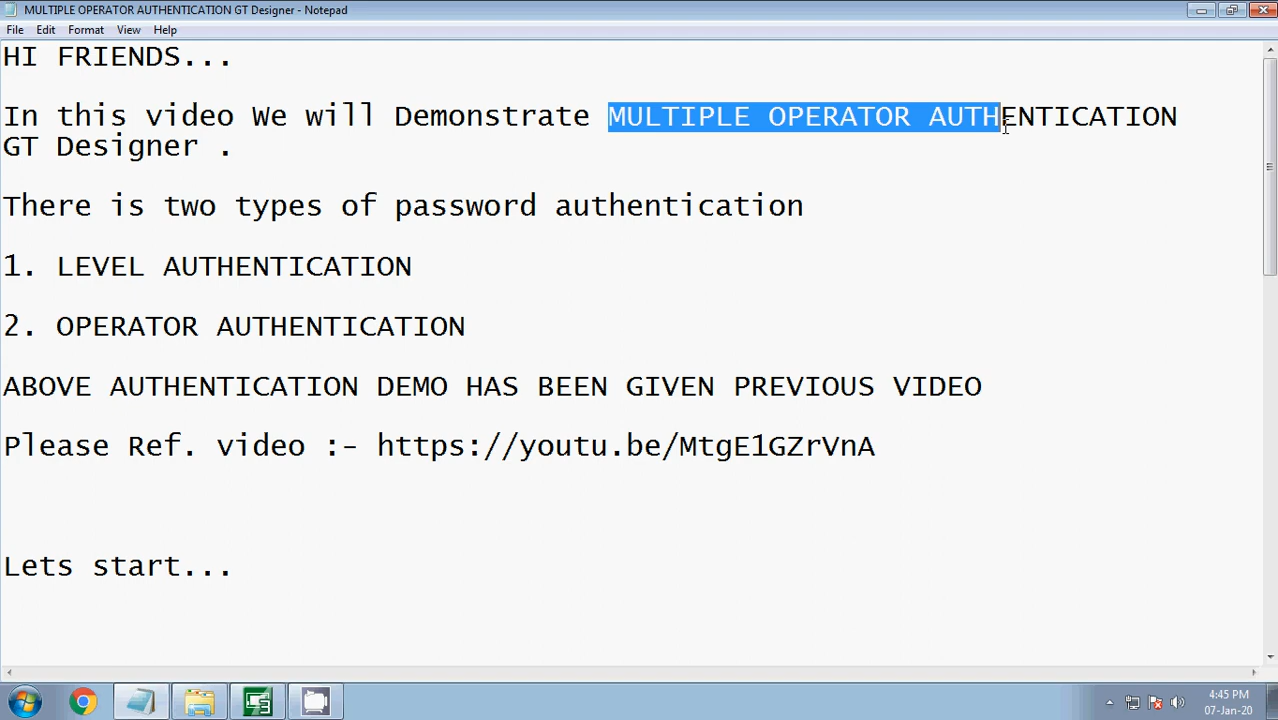 MULTIPLE OPERATOR AUTHENTICATION GT Designer - Notepad
File Edit Format View Help
HI FRIENDS...
In this video We will Demonstrate MULTIPLE OPERATOR AUTHENTICATION
GT Designer .
There is two types of password authentication
1. LEVEL AUTHENTICATION
2. OPERATOR AUTHENTICATION
ABOVE AUTHENTICATION DEMO HAS BEEN GIVEN PREVIOUS VIDEO
Please Ref. video :- https://youtu.be/MtgE1GZrVnA
Lets start...
4:45 PM
07-Jan-20